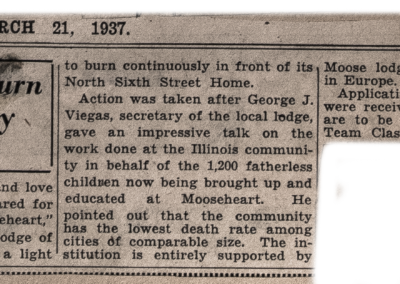 RCH 21, 1937.
urn
y
nd love
ared for
eheart,"
odge of
a light
to burn continuously in front of its
North Sixth Street Home.
Action was taken after George J.
Viegas, secretary of the local lodge,
gave an impressive talk on the
work done at the Illinois communi-
ty in behalf of the 1,200 fatherless
children now being brought up and
educated at Mooseheart. He
pointed out that the community
has the lowest death rate among
cities of comparable size. The in-
stitution is entirely supported by
Moose lodg
in Europe.
Applicati
were receiv
are to be
Team Clas